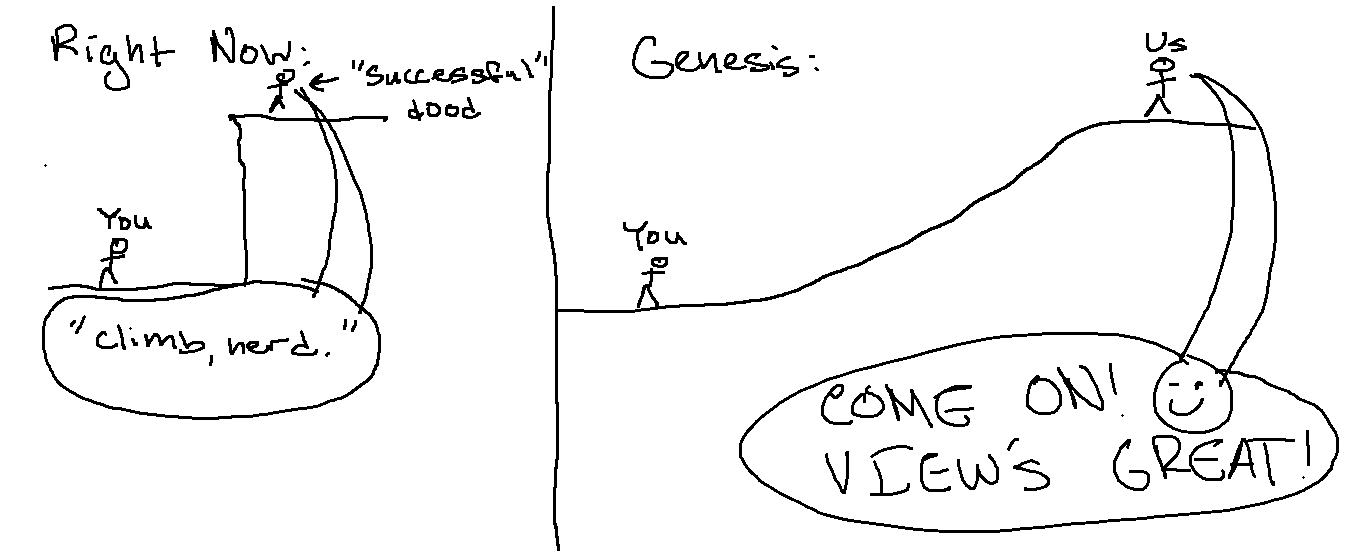 Right Now:
"Successful"
dood
You
"climb, nerd."
Genesis:
Us
You
COME ON!
VIEW'S GREAT!